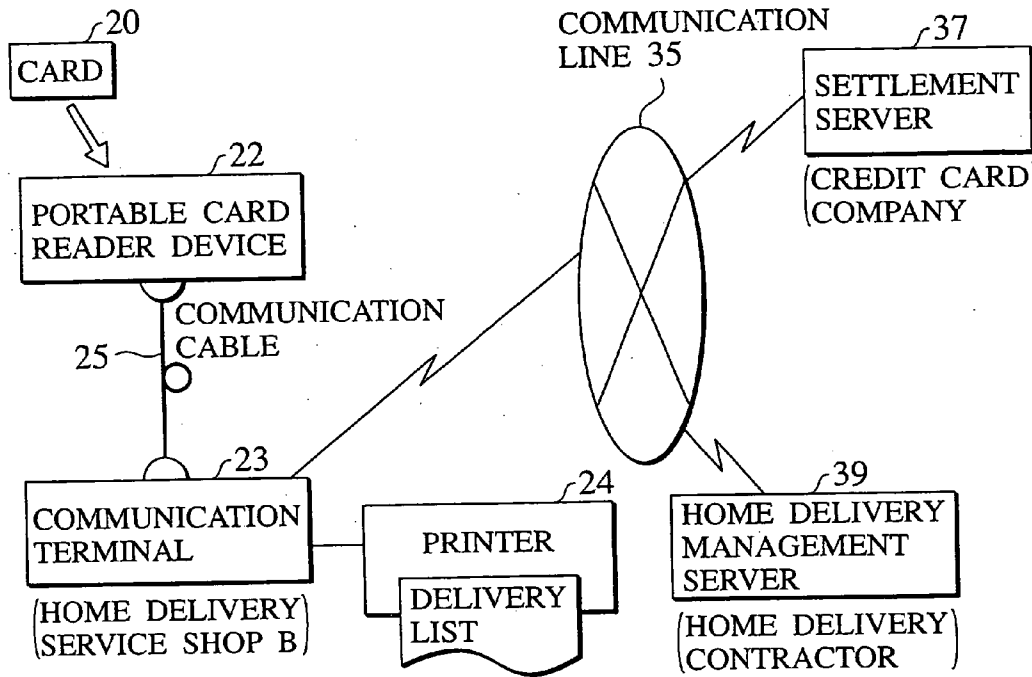 20
CARD
22
PORTABLE CARD
READER DEVICE
COMMUNICATION
CABLE
25
23
COMMUNICATION
TERMINAL
(HOME DELIVERY
SERVICE SHOP B)
24
PRINTER
DELIVERY
LIST
COMMUNICATION
LINE 35
37
SETTLEMENT
SERVER
(CREDIT CARD
COMPANY)
39
HOME DELIVERY
MANAGEMENT
SERVER
(HOME DELIVERY
CONTRACTOR)